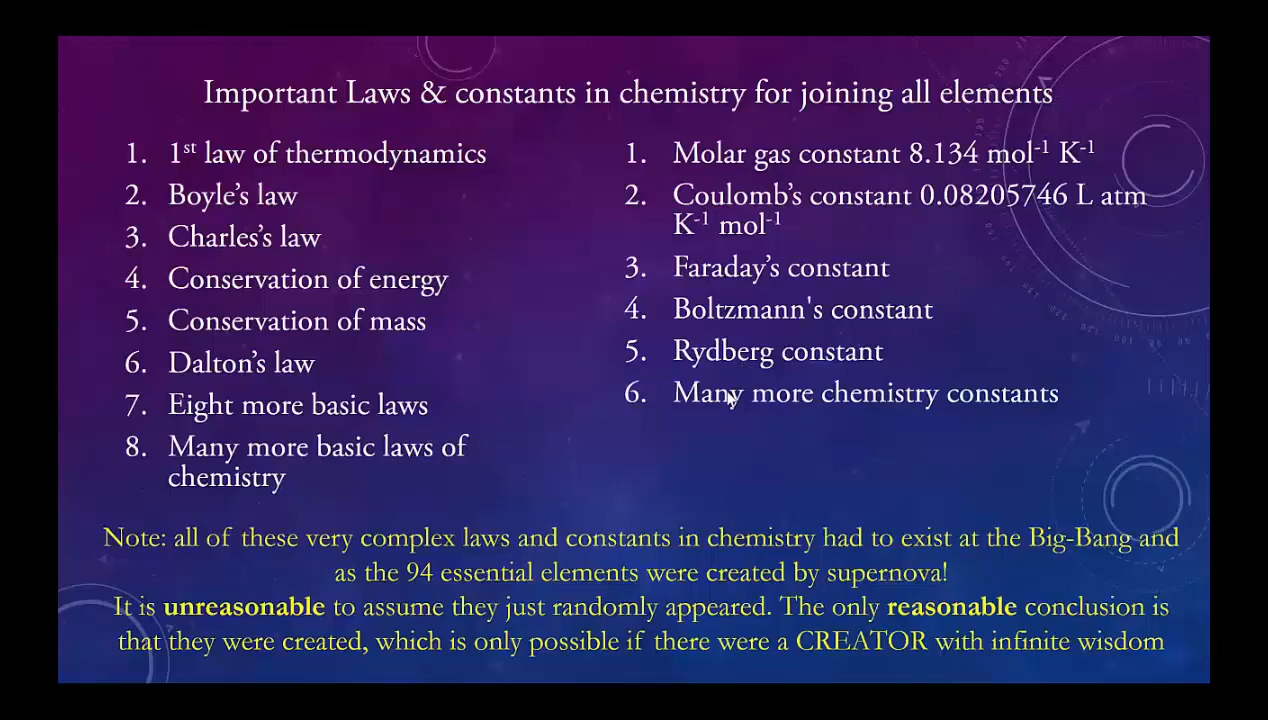 Important Laws & constants in chemistry for joining all elements
1. 1st law of thermodynamics
2. Boyle's law
3. Charles's law
4. Conservation of energy
5. Conservation of mass
6. Dalton's law
7. Eight more basic laws
8. Many more basic laws of
chemistry
1. Molar gas constant 8.134 mol-1 K-1
2. Coulomb's constant 0.08205746 L atm
K-1 mol-1
3. Faraday's constant
4. Boltzmann's constant
5. Rydberg constant
6. Many more chemistry constants
Note: all of these very complex laws and constants in chemistry had to exist at the Big-Bang and
as the 94 essential elements were created by supernova!
It is unreasonable to assume they just randomly appeared. The only reasonable conclusion is
that they were created, which is only possible if there were a CREATOR with infinite wisdom